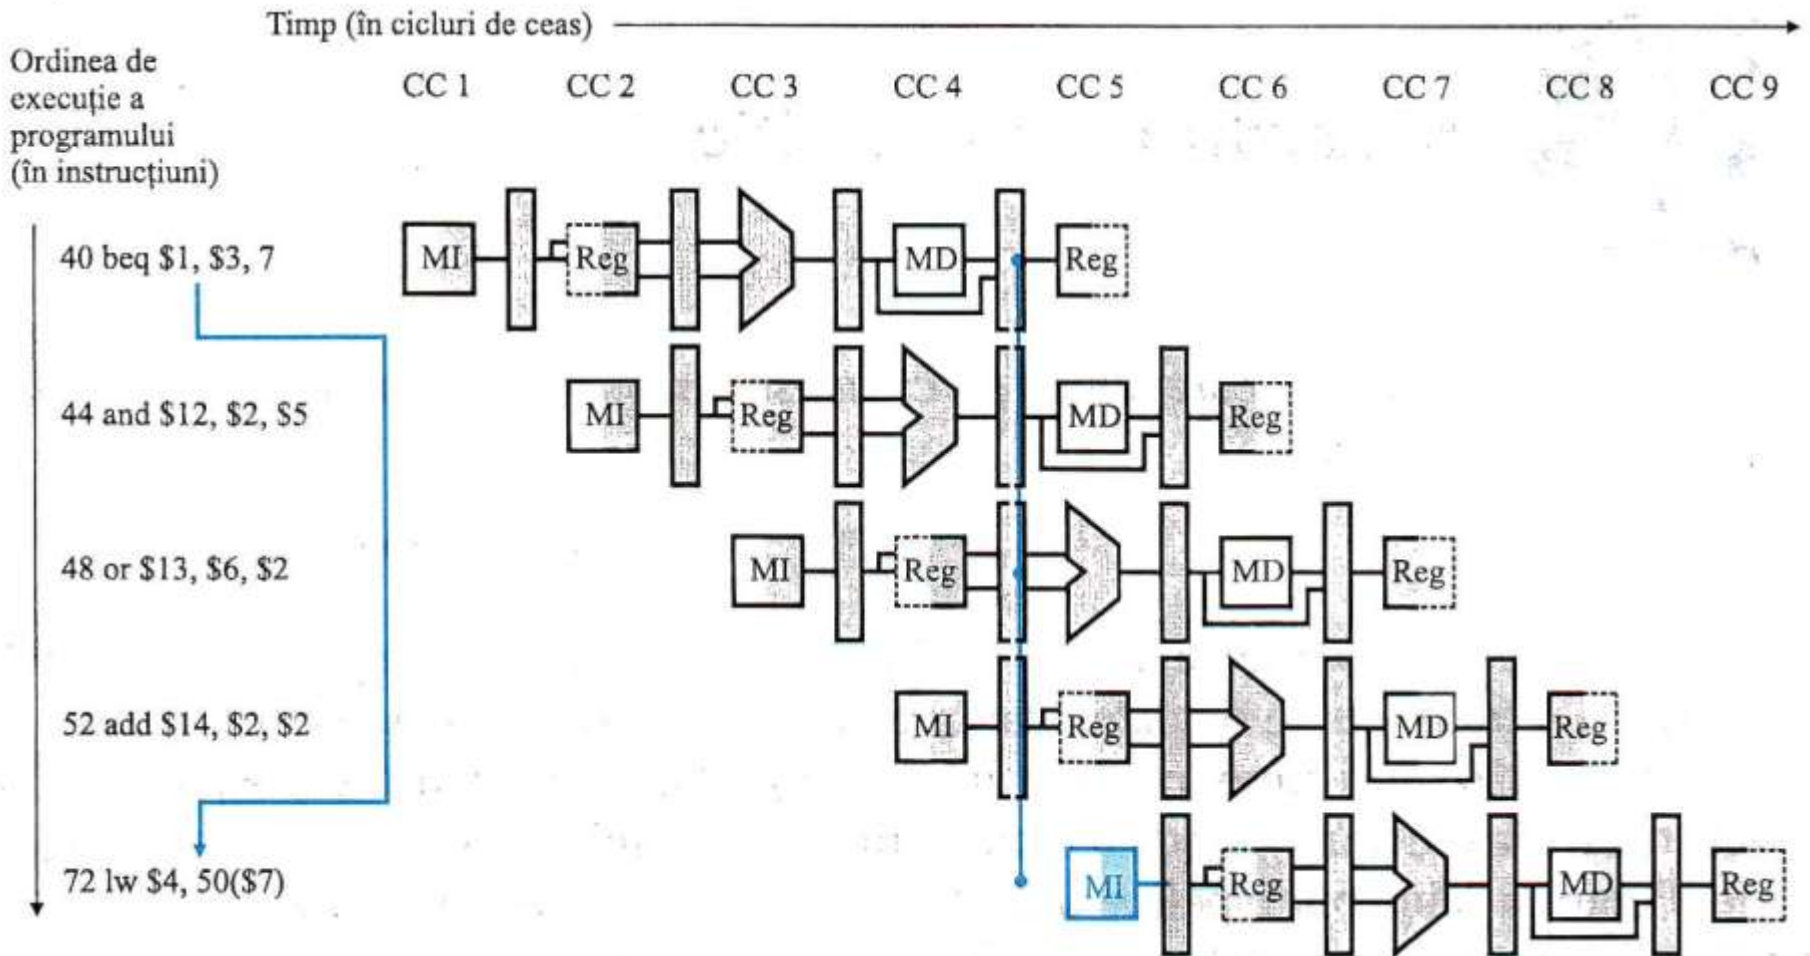 Timp (în cicluri de ceas)
Ordinea de
execuție a
programului
(în instrucțiuni)
CC 1 CC 2 CC 3 CC 4 CC 5 CC 6 CC 7 CC 8 CC 9
40 beq $1, $3, 7
MI Reg MD Reg
44 and $12, $2, $5
MI Reg MD Reg
48 or $13, $6, $2
MI Reg MD Reg
52 add $14, $2, $2
MI Reg MD Reg
72 lw $4, 50($7)
MI Reg MD Reg